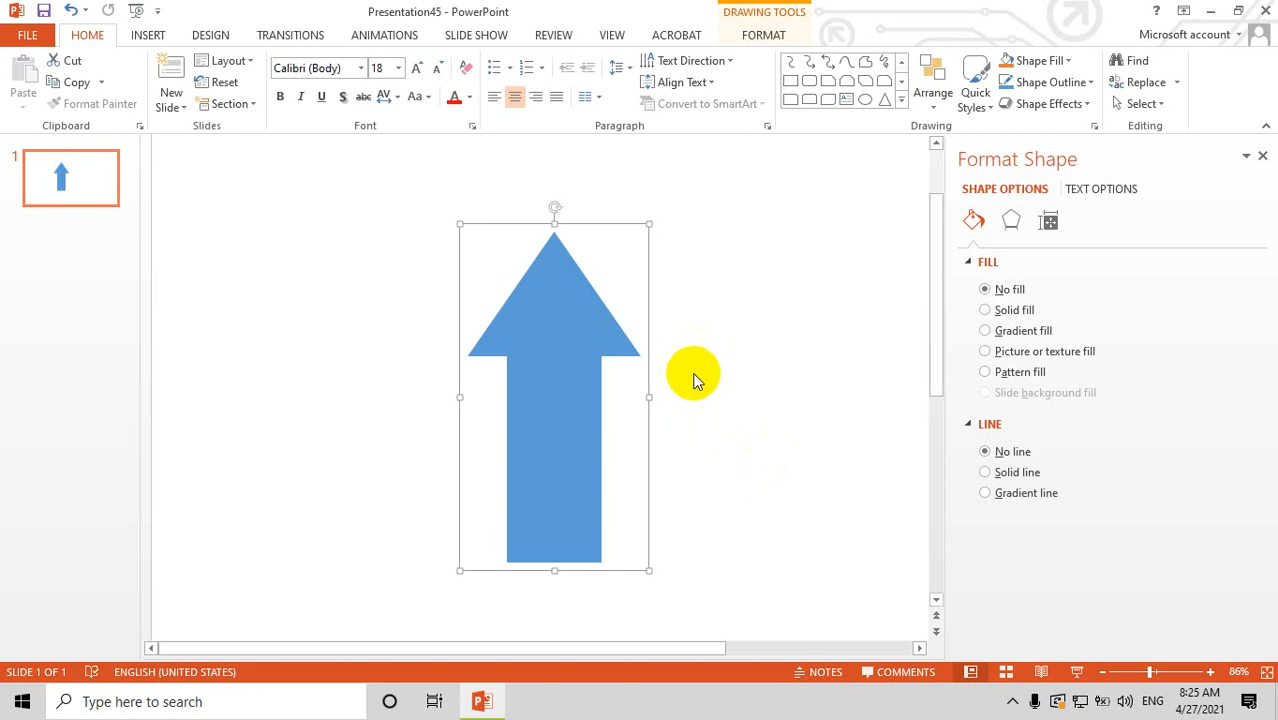 Presentation45 - PowerPoint
DRAWING TOOLS
?
FILE
HOME
INSERT
DESIGN
TRANSITIONS
ANIMATIONS
SLIDE SHOW
REVIEW
VIEW
ACROBAT
FORMAT
Microsoft account
Paste
Cut
Copy
Format Painter
Clipboard
New
Slide
Layout
Reset
Section
Slides
Calibri (Body)
18
B I U S abc AV Aa A
Font
Text Direction
Align Text
Convert to SmartArt
Paragraph
Arrange
Quick
Styles
Shape Fill
Shape Outline
Shape Effects
Drawing
Find
Replace
Select
Editing
1
Format Shape
SHAPE OPTIONS
TEXT OPTIONS
FILL
No fill
Solid fill
Gradient fill
Picture or texture fill
Pattern fill
Slide background fill
LINE
No line
Solid line
Gradient line
SLIDE 1 OF 1
ENGLISH (UNITED STATES)
NOTES
COMMENTS
86%
Type here to search
ENG
8:25 AM
4/27/2021